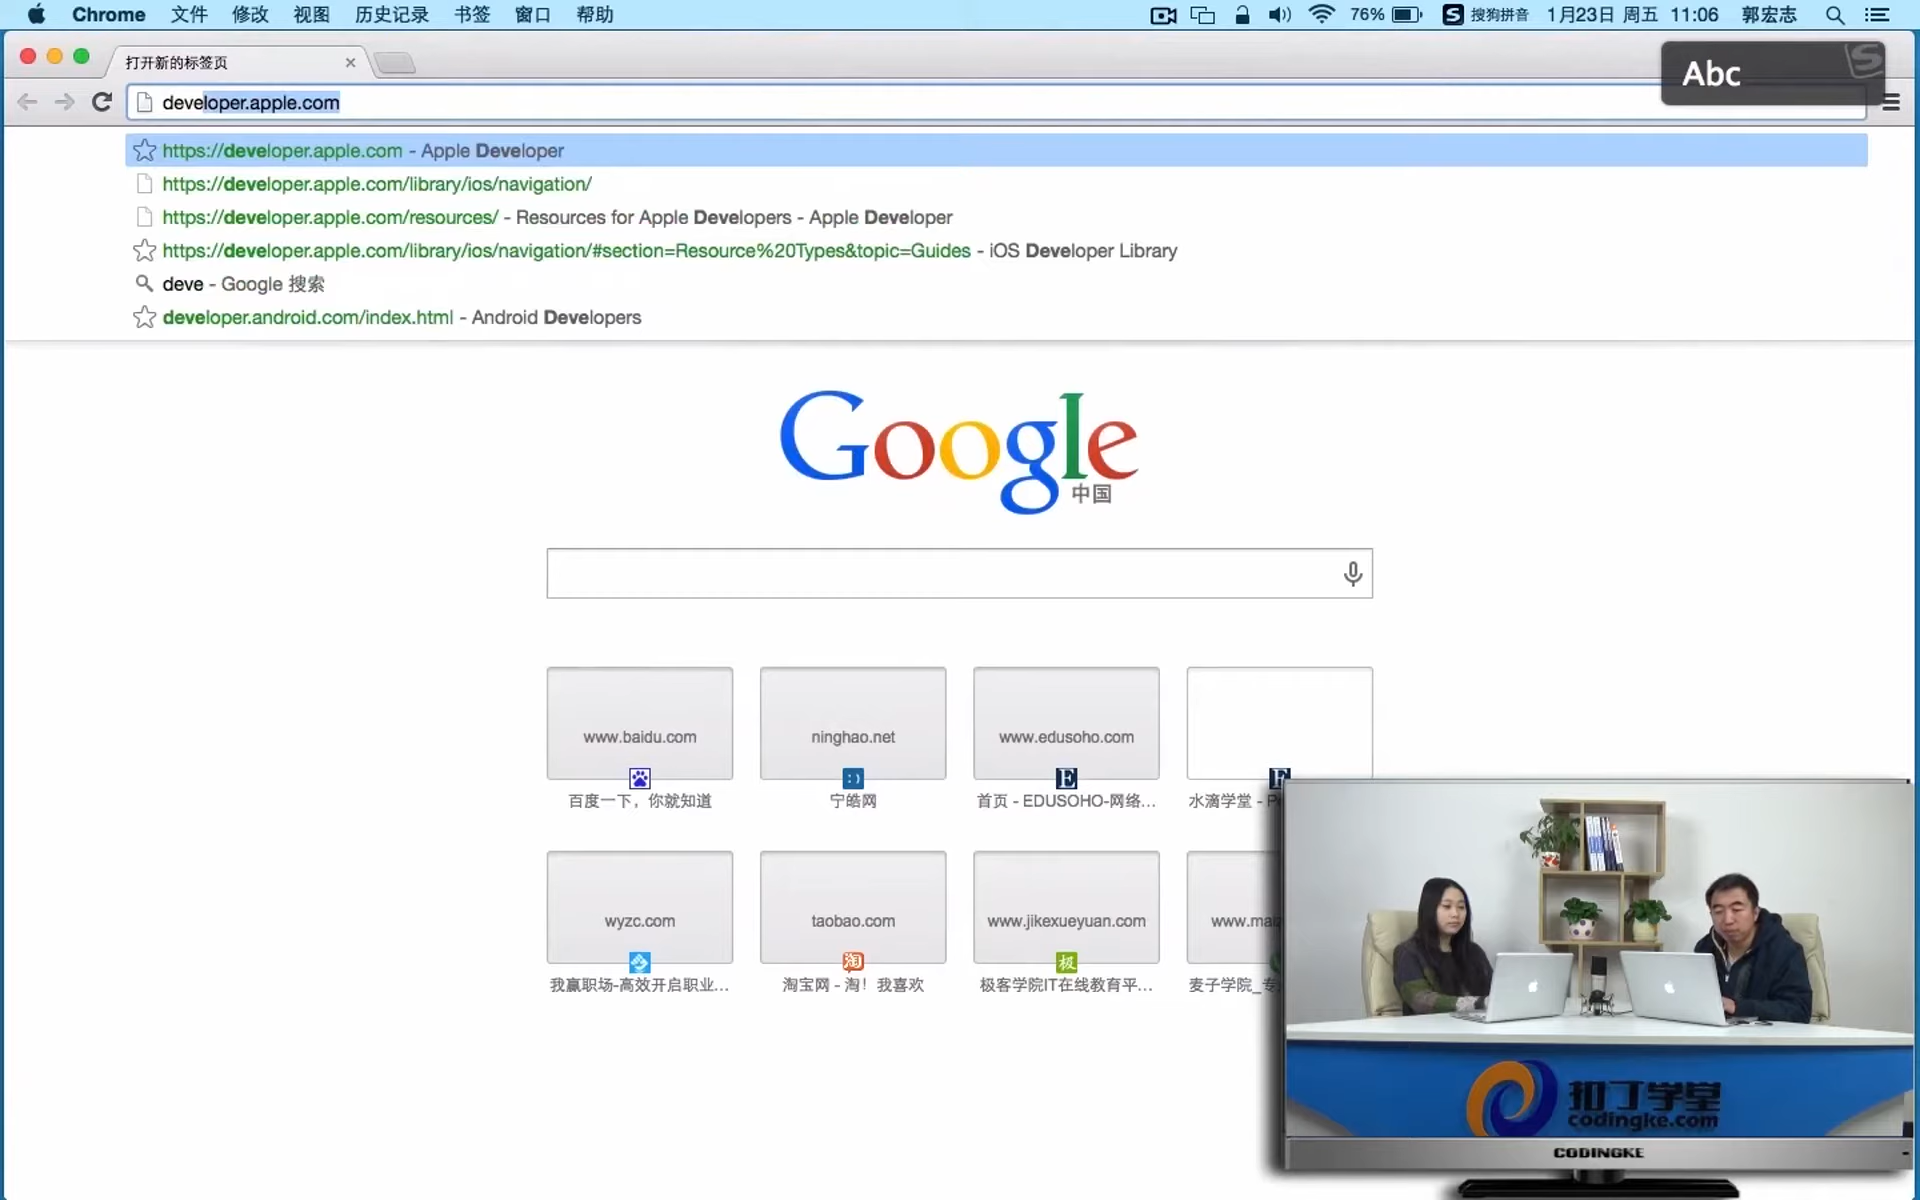 Chrome 文件 修改 视图 历史记录 书签 窗口 帮助 76% S 搜狗拼音 1月23日 周五 11:06 郭宏志
打开新的标签页
Abc
developer.apple.com
https://developer.apple.com - Apple Developer
https://developer.apple.com/library/ios/navigation/
https://developer.apple.com/resources/ - Resources for Apple Developers - Apple Developer
https://developer.apple.com/library/ios/navigation/#section=Resource%20Types&topic=Guides - iOS Developer Library
deve - Google 搜索
developer.android.com/index.html - Android Developers
Google
中国
www.baidu.com ninghao.net www.edusoho.com
百度一下，你就知道 宁皓网 首页 - EDUSOHO-网络... 水滴学堂 -
wyzc.com taobao.com www.jikexueyuan.com
我赢职场-高效开启职业... 淘宝网 - 淘！我喜欢 极客学院IT在线教育平... 麦子学院_
扣丁学堂
codingke.com
CODINGKE